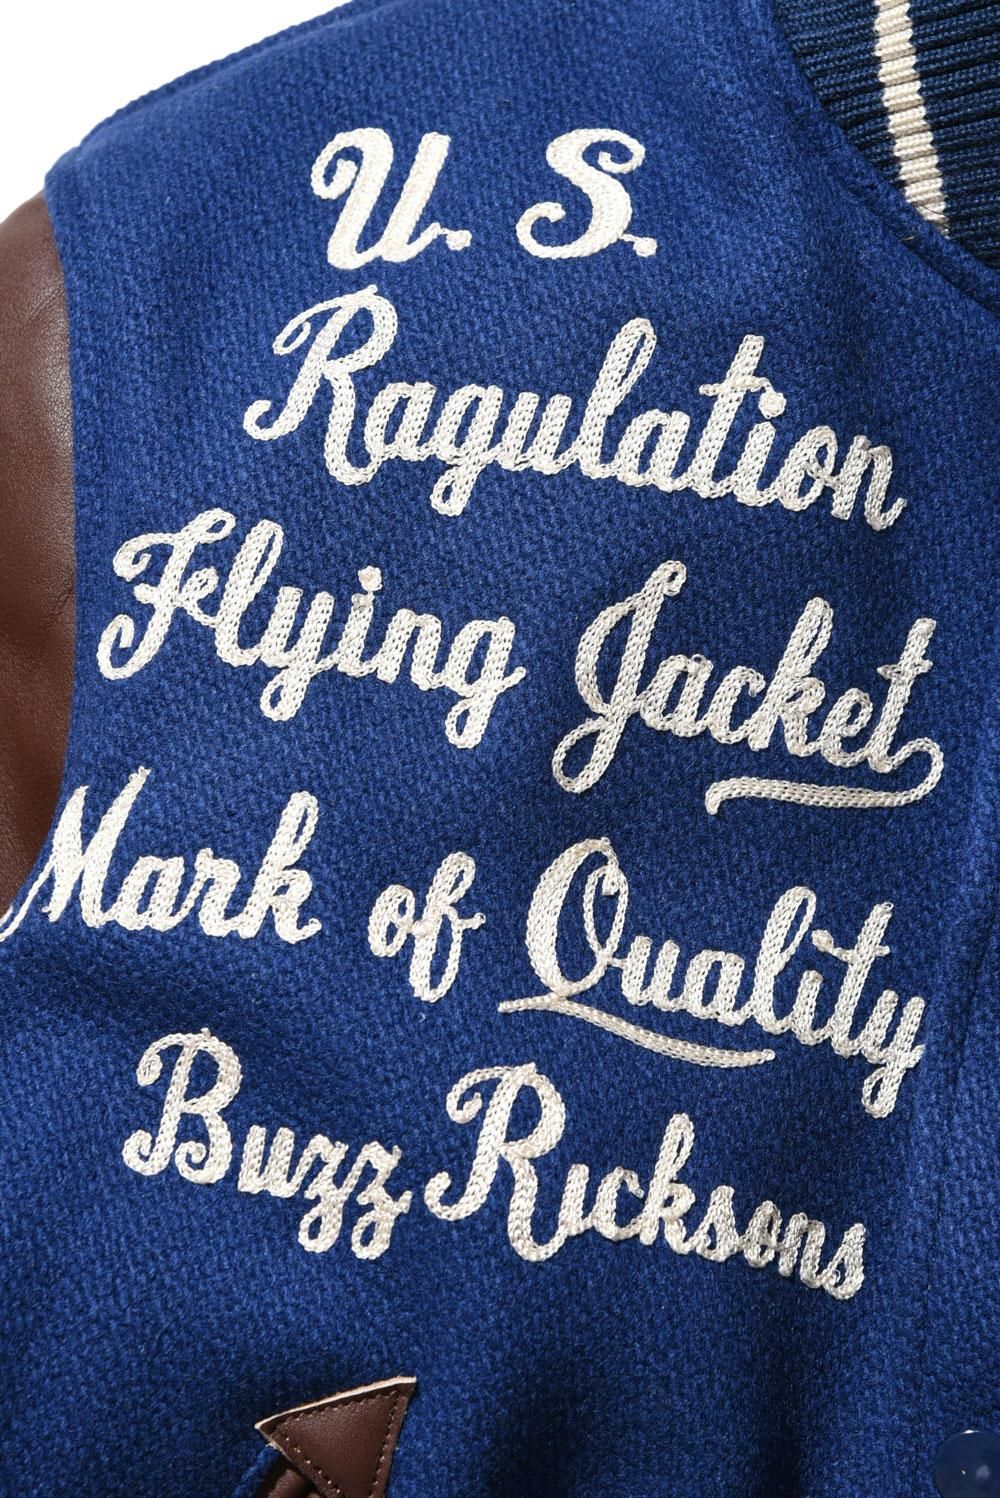 U. S.
Ragulation
Flying Jacket
Mark of Quality
Buzz Ricksons